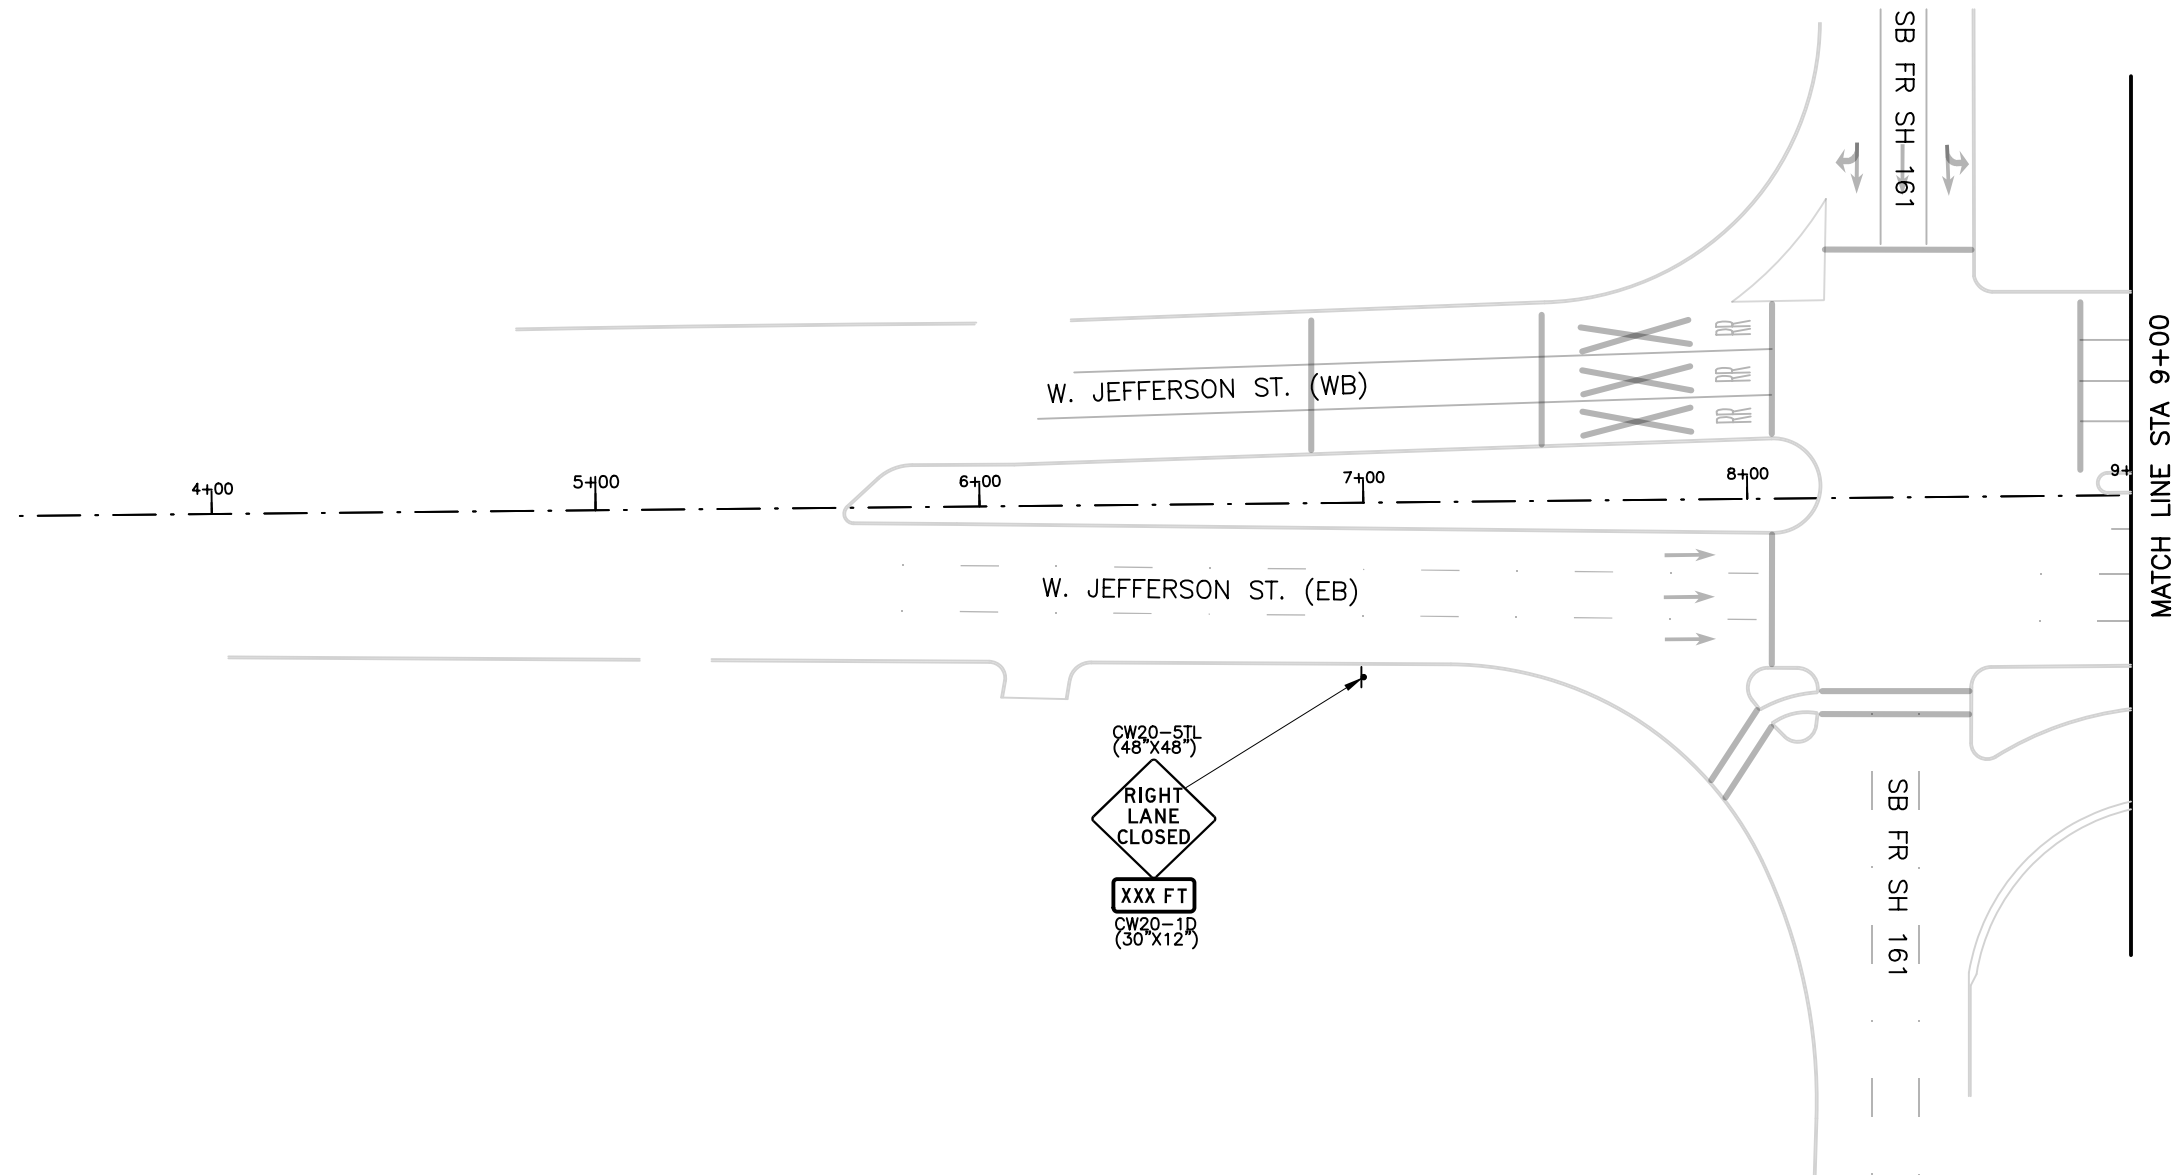 SB FR SH 161
MATCH LINE STA 9+00
RR
RR
RR
W. JEFFERSON ST. (WB)
4+00
5+00
6+00
7+00
8+00
9+
W. JEFFERSON ST. (EB)
CW20-5TL
(48"X48")
RIGHT
LANE
CLOSED
XXX FT
CW20-1D
(30"X12")
SB FR SH 161